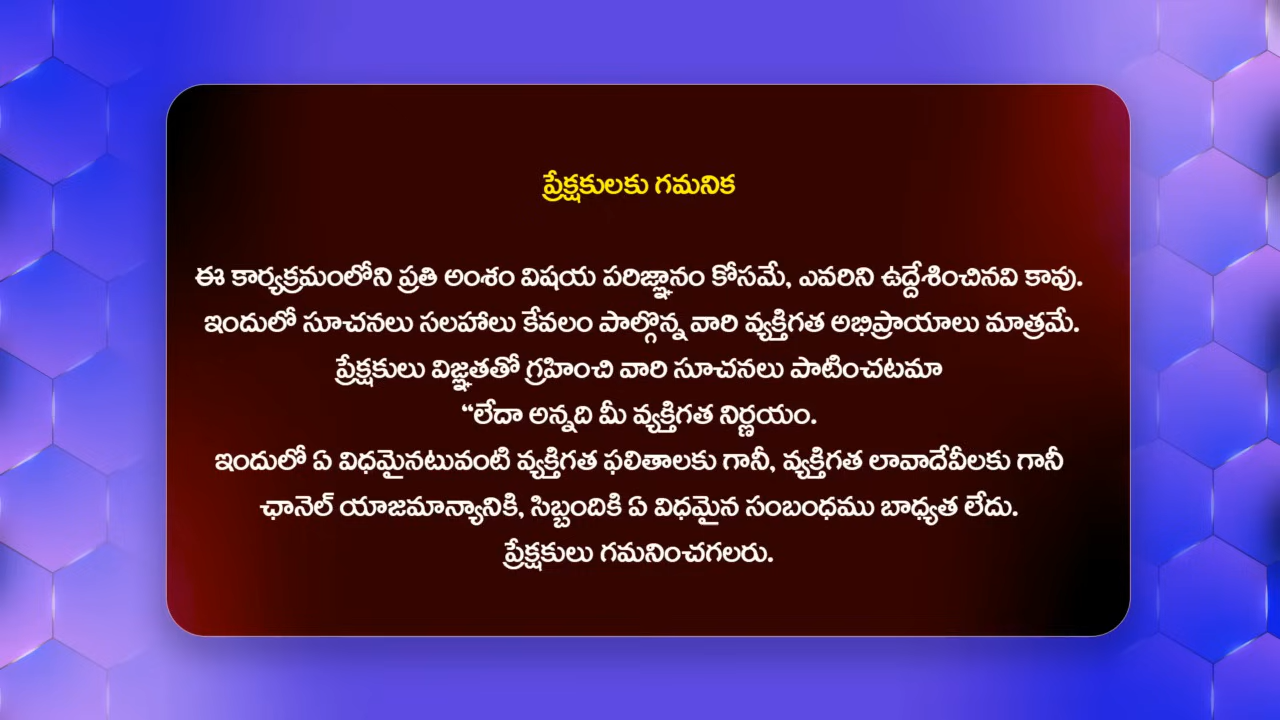 ప్రేక్షకులకు గమనిక
ఈ కార్యక్రమంలోని ప్రతి అంశం విషయ పరిజ్ఞానం కోసమే, ఎవరిని ఉద్దేశించినవి కావు.
ఇందులో సూచనలు సలహాలు కేవలం పాల్గొన్న వారి వ్యక్తిగత అభిప్రాయాలు మాత్రమే.
ప్రేక్షకులు విజ్ఞతతో గ్రహించి వారి సూచనలు పాటించటమా
“లేదా అన్నది మీ వ్యక్తిగత నిర్ణయం.
ఇందులో ఏ విధమైనటువంటి వ్యక్తిగత ఫలితాలకు గానీ, వ్యక్తిగత లావాదేవీలకు గానీ
ఛానెల్ యాజమాన్యానికి, సిబ్బందికి ఏ విధమైన సంబంధము బాధ్యత లేదు.
ప్రేక్షకులు గమనించగలరు.